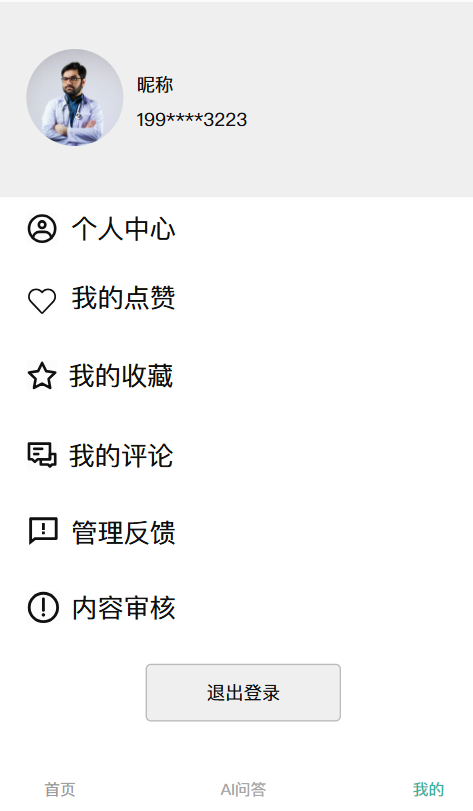 昵称
199****3223
个人中心
我的点赞
我的收藏
我的评论
管理反馈
内容审核
退出登录
首页 AI问答 我的